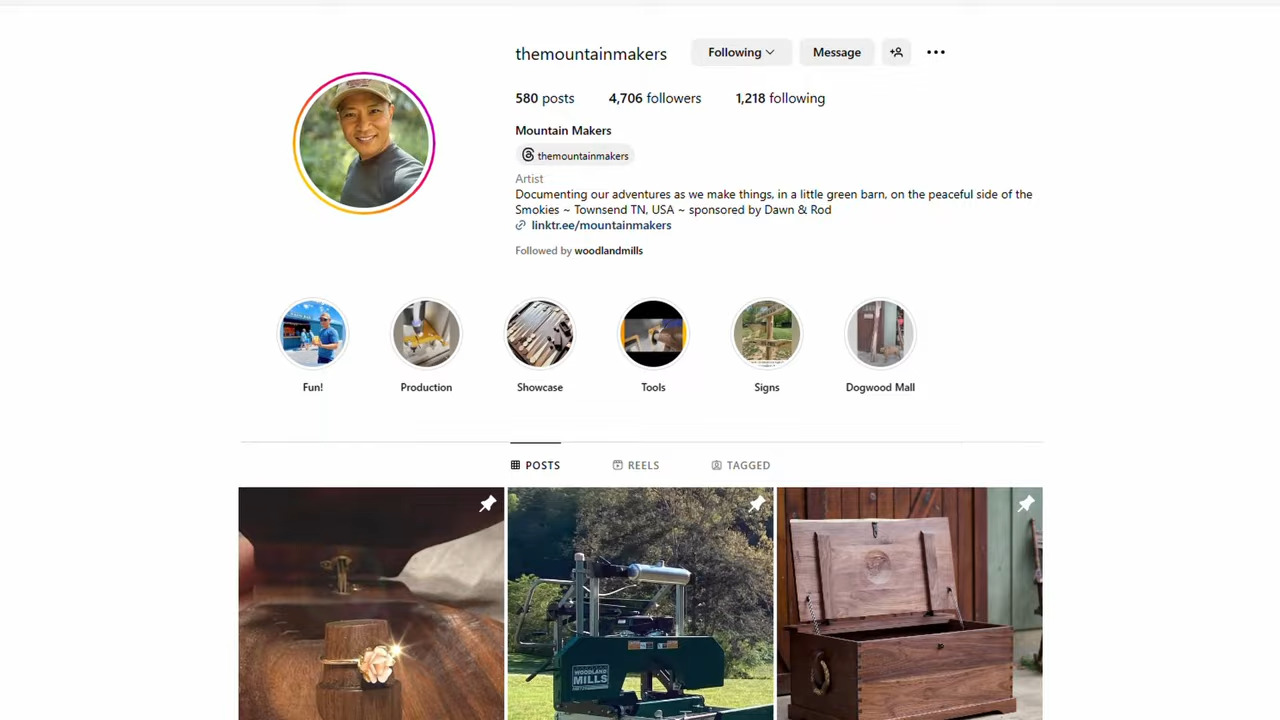 themountainmakers Following Message
580 posts 4,706 followers 1,218 following
Mountain Makers
themountainmakers
Artist
Documenting our adventures as we make things, in a little green barn, on the peaceful side of the
Smokies ~ Townsend TN, USA ~ sponsored by Dawn & Rod
linktr.ee/mountainmakers
Followed by woodlandmills
Fun! Production Showcase Tools Signs Dogwood Mall
POSTS REELS TAGGED
WOODLAND
MILLS